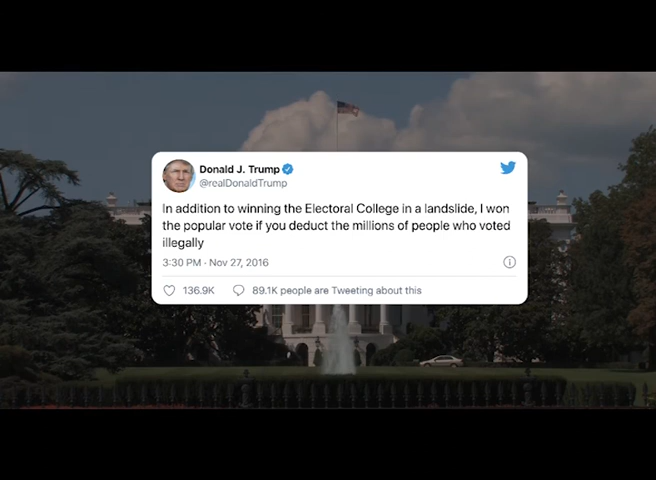 Donald J. Trump
@realDonaldTrump
In addition to winning the Electoral College in a landslide, I won
the popular vote if you deduct the millions of people who voted
illegally
3:30 PM · Nov 27, 2016
136.9K 89.1K people are Tweeting about this